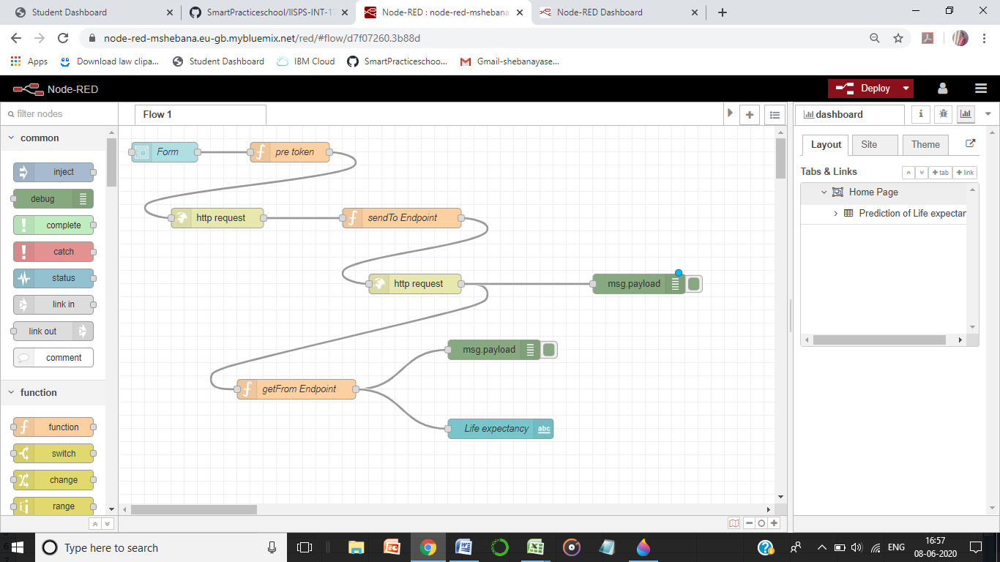 Student Dashboard
SmartPracticeschool/IISPS-INT-17
Node-RED : node-red-mshebana
Node-RED Dashboard
node-red-mshebana.eu-gb.mybluemix.net/red/#flow/d7f07260.3b88d
Apps
Download law clipa...
Student Dashboard
IBM Cloud
SmartPracticeschoo...
Gmail-shebanayase...
Node-RED
Deploy
filter nodes
Flow 1
dashboard
common
inject
debug
complete
catch
status
link in
link out
comment
function
function
switch
change
range
Form
pre token
http request
sendTo Endpoint
http request
msg.payload
msg.payload
getFrom Endpoint
Life expectancy
abc
Layout
Site
Theme
Tabs & Links
tab
link
Home Page
Prediction of Life expectan
Type here to search
ENG
16:57
08-06-2020